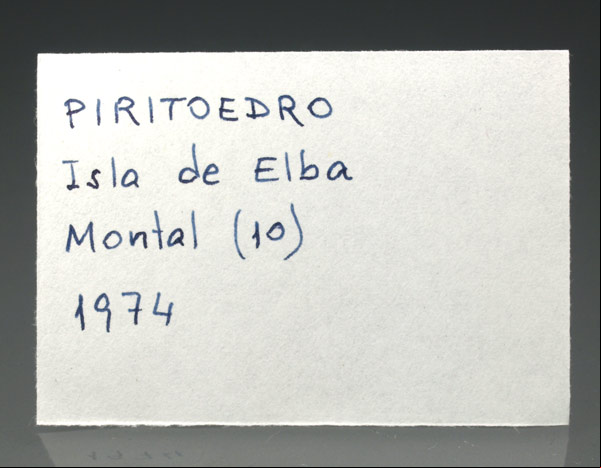 PIRITOEDRO
Isla de Elba
Montal (10)
1974